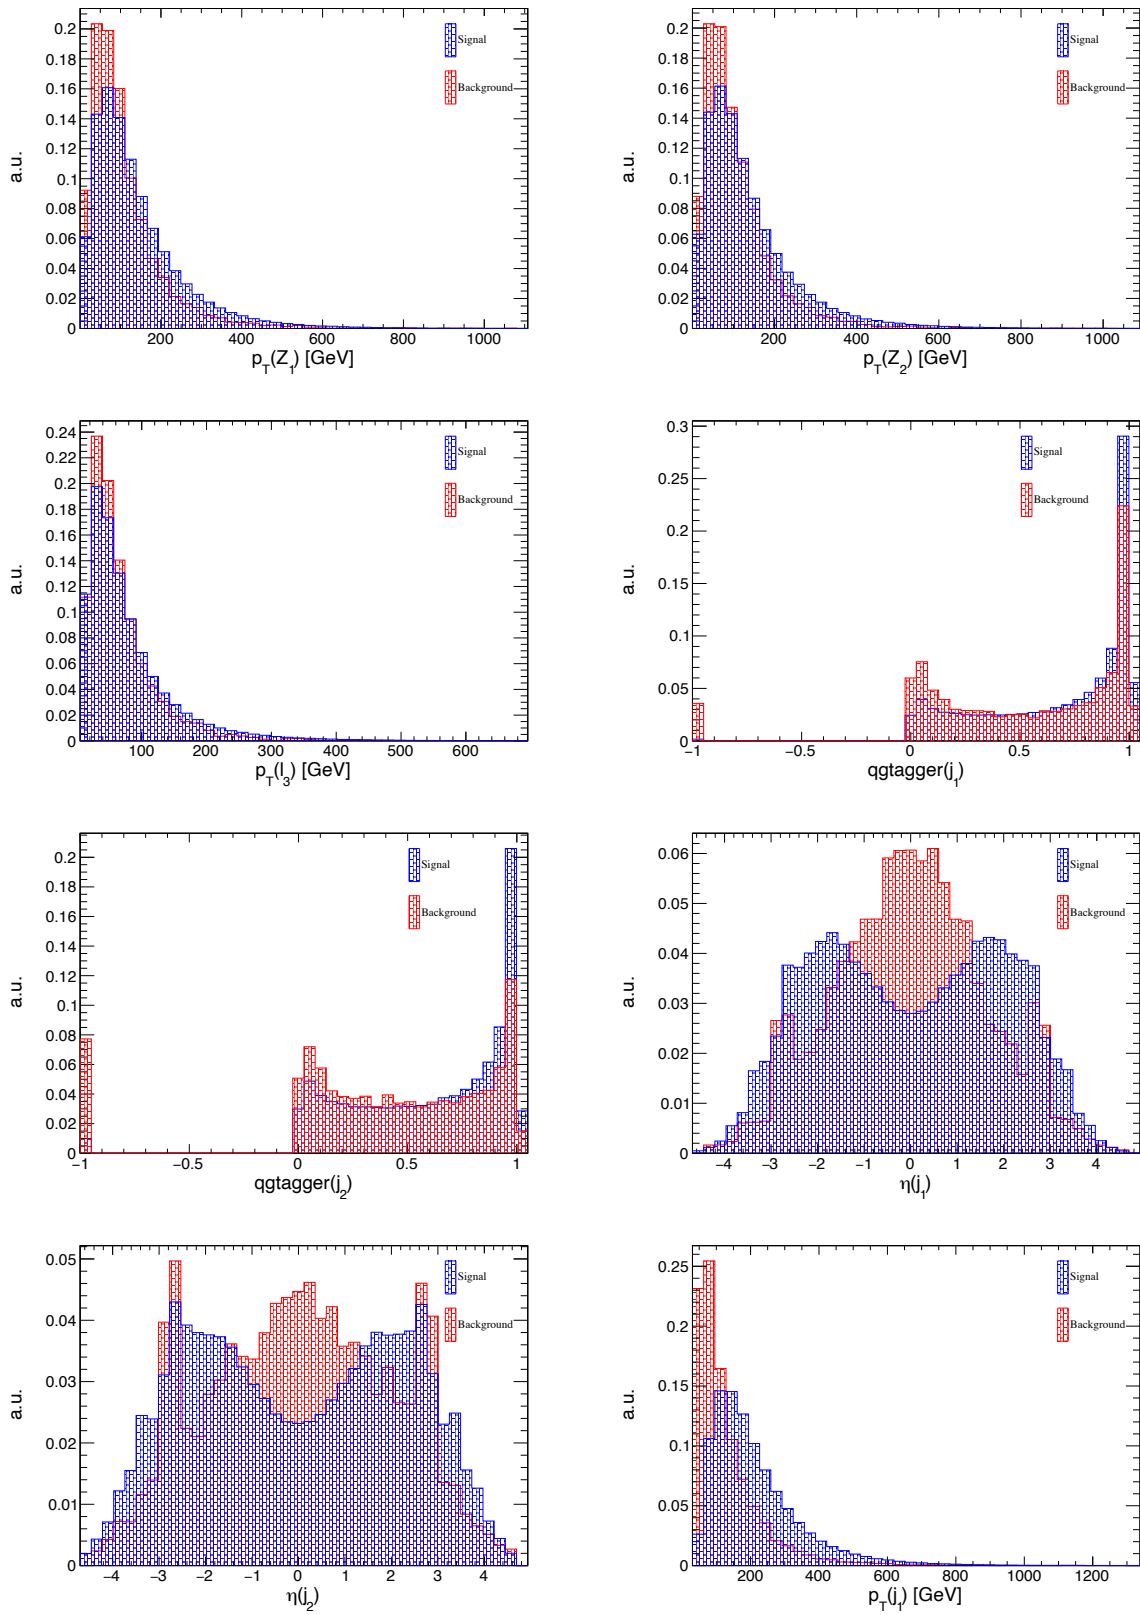 0.2
0.18
0.16
0.14
0.12
0.1
0.08
0.06
0.04
0.02
0
a.u.
Signal
Background
200 400 600 800 1000
p_T(Z_1) [GeV]
0.2
0.18
0.16
0.14
0.12
0.1
0.08
0.06
0.04
0.02
0
a.u.
Signal
Background
200 400 600 800 1000
p_T(Z_2) [GeV]
0.24
0.22
0.2
0.18
0.16
0.14
0.12
0.1
0.08
0.06
0.04
0.02
0
a.u.
Signal
Background
100 200 300 400 500 600
p_T(l_3) [GeV]
0.3
0.25
0.2
0.15
0.1
0.05
0
a.u.
Signal
Background
−1 −0.5 0 0.5 1
qgtagger(j_1)
0.2
0.18
0.16
0.14
0.12
0.1
0.08
0.06
0.04
0.02
0
a.u.
Signal
Background
−1 −0.5 0 0.5 1
qgtagger(j_2)
0.06
0.05
0.04
0.03
0.02
0.01
0
a.u.
Signal
Background
−4 −3 −2 −1 0 1 2 3 4
η(j_1)
0.05
0.04
0.03
0.02
0.01
0
a.u.
Signal
Background
−4 −3 −2 −1 0 1 2 3 4
η(j_2)
0.25
0.2
0.15
0.1
0.05
0
a.u.
Signal
Background
200 400 600 800 1000 1200
p_T(j_1) [GeV]